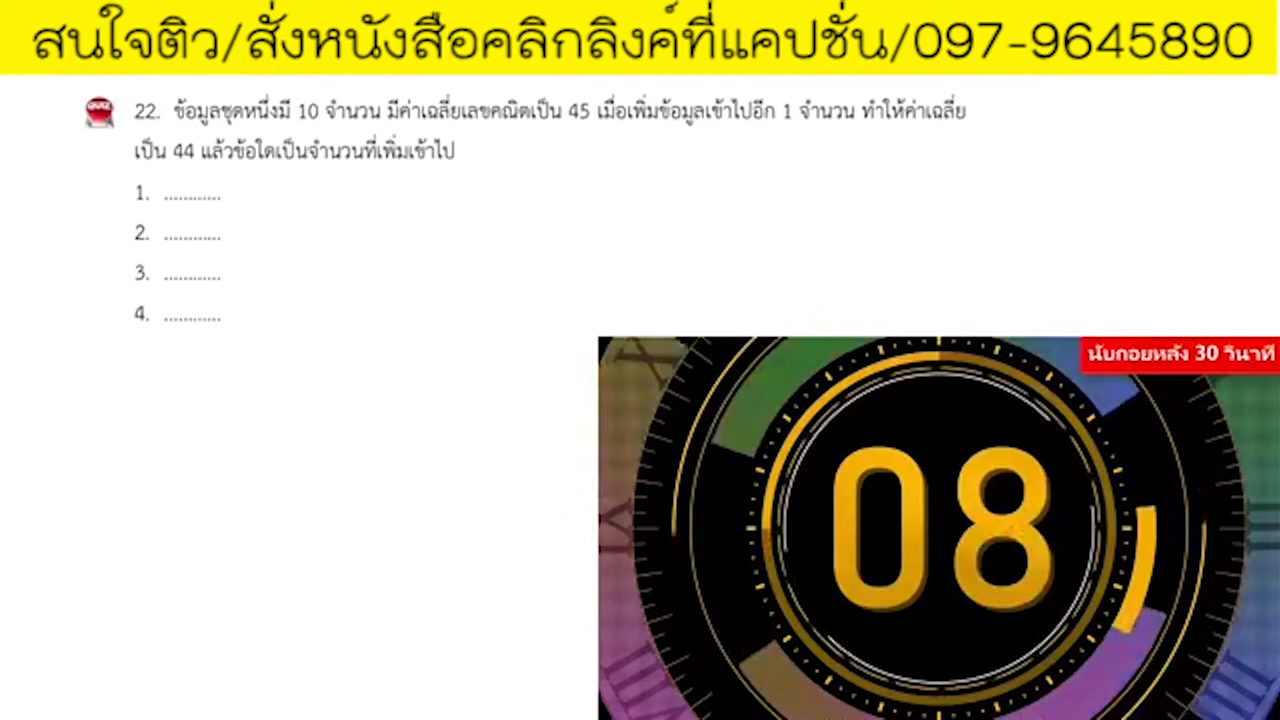 สนใจติว/สั่งหนังสือคลิกลิงค์ที่แคปชั่น/097-9645890
QUIZ
22. ข้อมูลชุดหนึ่งมี 10 จำนวน มีค่าเฉลี่ยเลขคณิตเป็น 45 เมื่อเพิ่มข้อมูลเข้าไปอีก 1 จำนวน ทำให้ค่าเฉลี่ย
เป็น 44 แล้วข้อใดเป็นจำนวนที่เพิ่มเข้าไป
1. ............
2. ............
3. ............
4. ............
นับถอยหลัง 30 วินาที
08